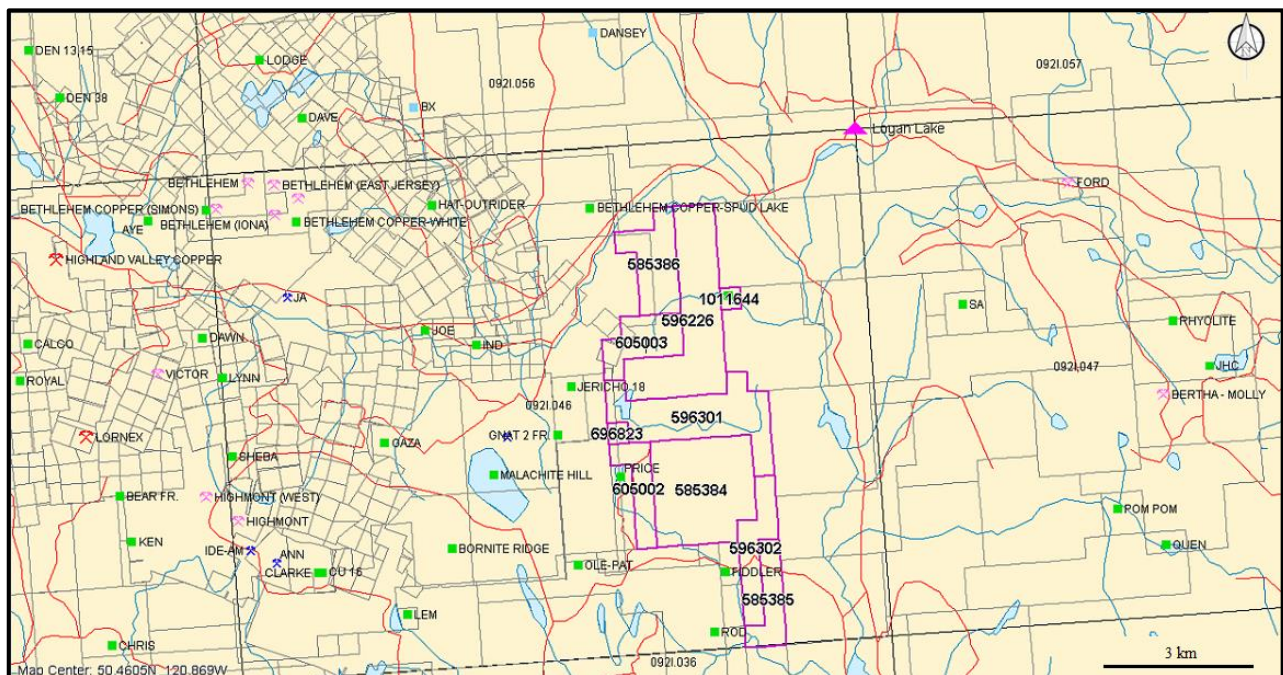 DANSEY
DEN 13,15
LODGE
092I.056
092I.057
DEN 38
BX
DAVE
Logan Lake
BETHLEHEM
BETHLEHEM (EAST JERSEY)
FORD
BETHLEHEM COPPER (SIMONS)
HAT-OUTRIDER
BETHLEHEM COPPER-SPUD LAKE
AYE
BETHLEHEM (IONA)
BETHLEHEM COPPER-WHITE
HIGHLAND VALLEY COPPER
585386
JA
1011644
SA
596226
RHYOLITE
JOE
DAWN
IND
605003
CALCO
JHC
092I.047
ROYAL
VICTOR
LYNN
JERICHO 18
BERTHA - MOLLY
092I.046
596301
LORNEX
GNAT 2 FR.
696823
OAZA
SHEBA
PRICE
MALACHITE HILL
605002
585384
BEAR FR.
HIGHMONT (WEST)
POM POM
HIGHMONT
KEN
IDE-AM
ANN
BORNITE RIDGE
596302
QUEN
CLARKE
CU 16
OLE-PAT
FIDDLER
585385
LEM
ROD
CHRIS
092I.036
3 km
Map Center: 50.4605N 120.869W